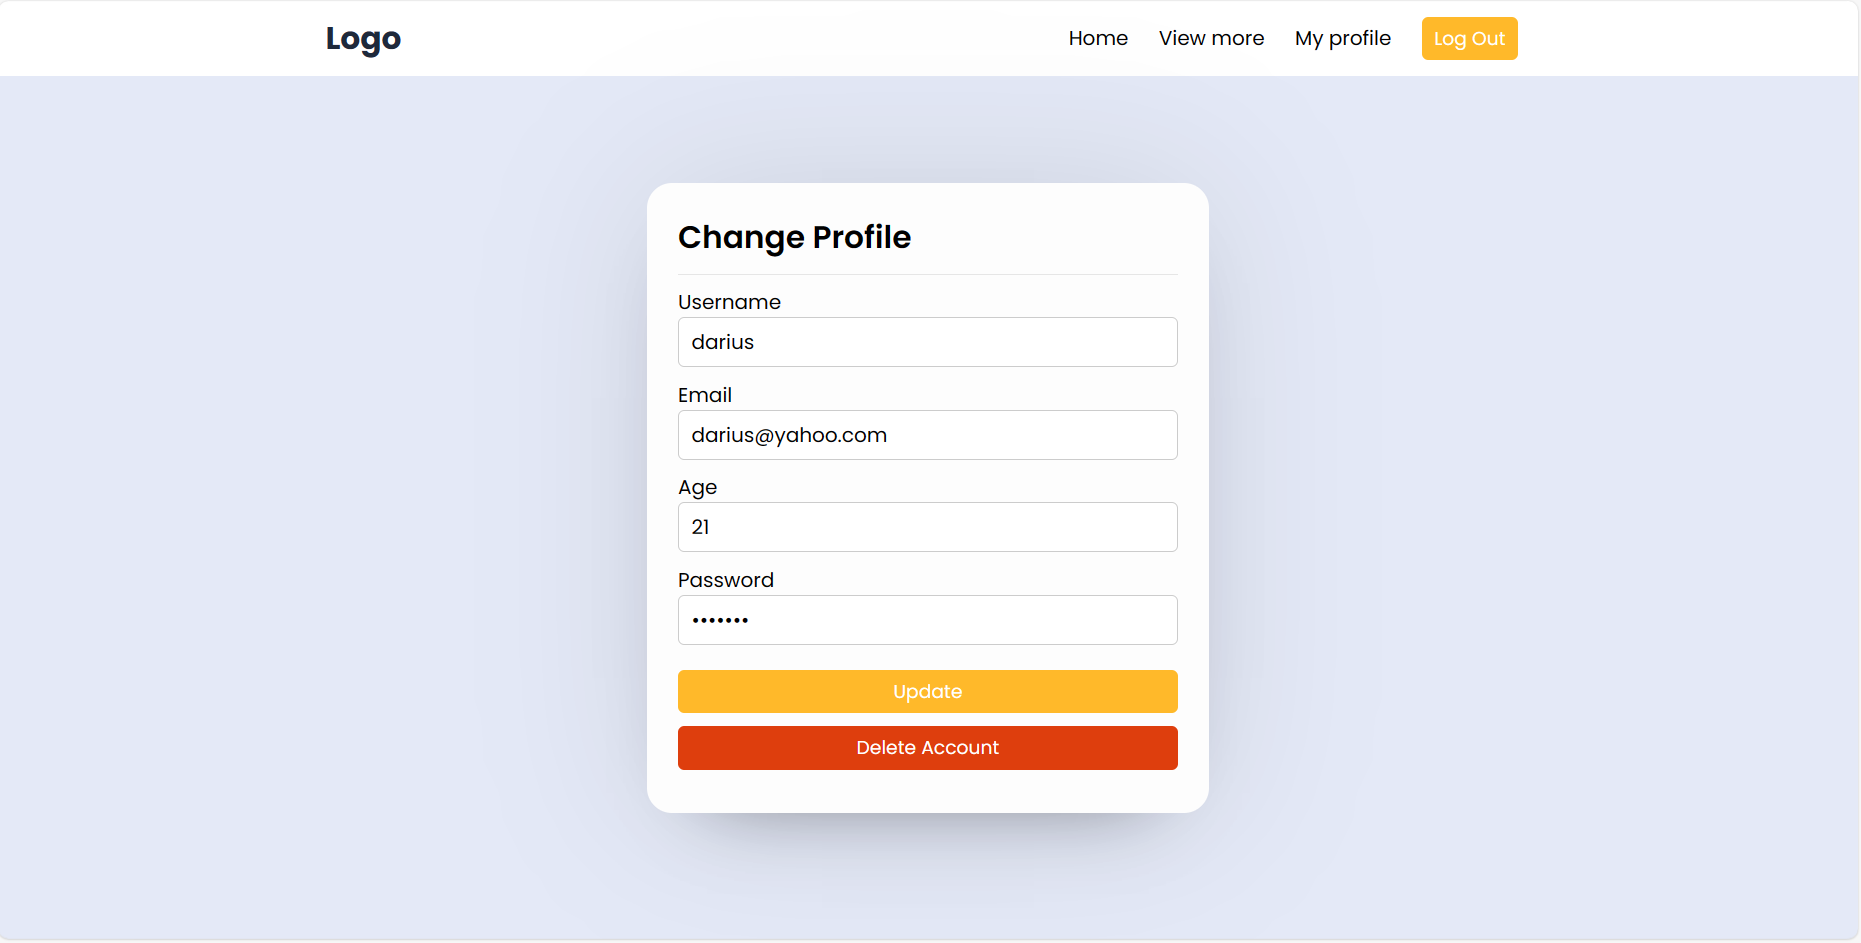 Logo
Home View more My profile Log Out
Change Profile
Username
darius
Email
darius@yahoo.com
Age
21
Password
•••••••
Update
Delete Account